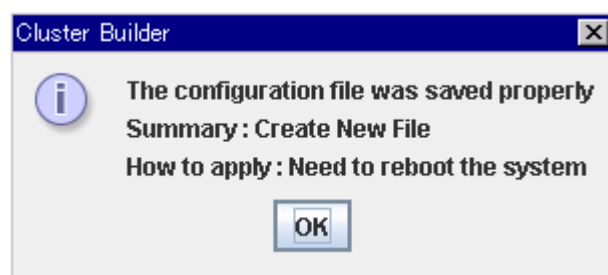 Cluster Builder
The configuration file was saved properly
Summary : Create New File
How to apply : Need to reboot the system
OK